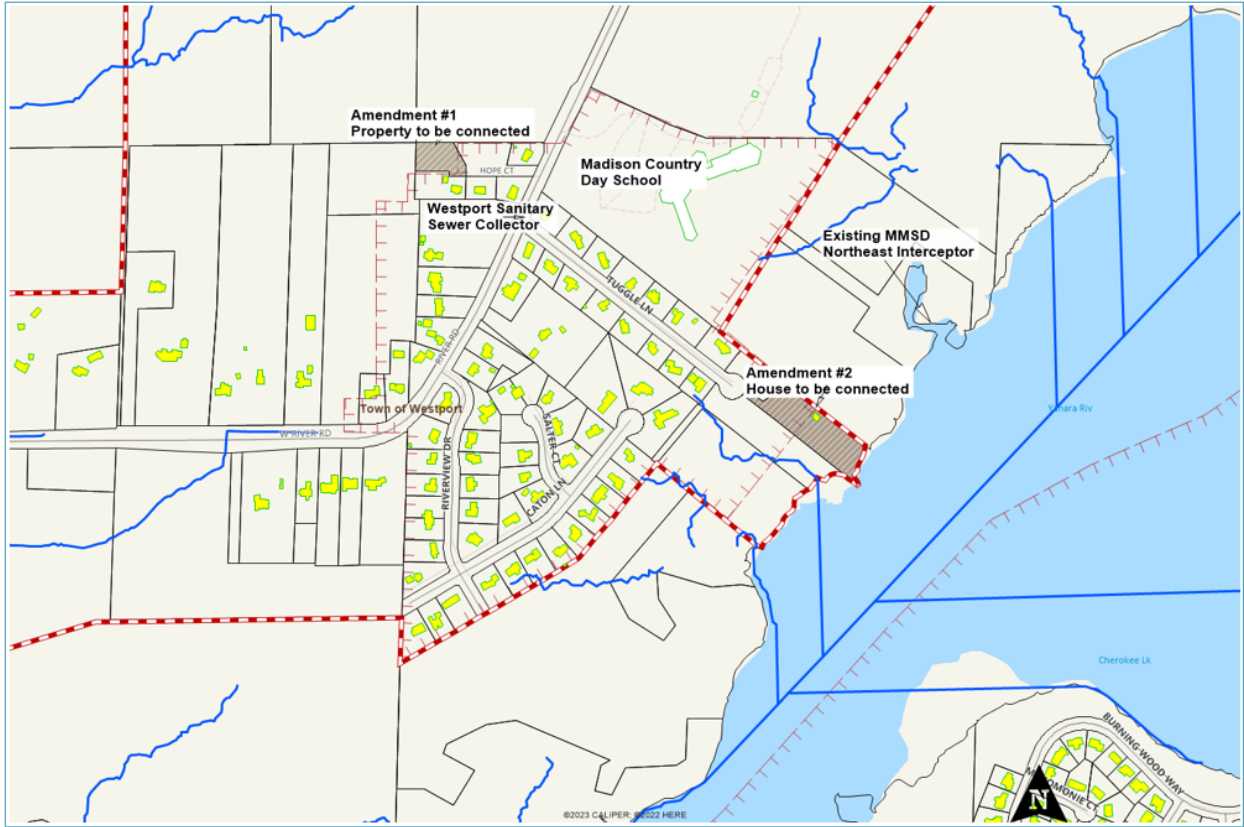 Amendment #1
Property to be connected
HOPE CT
Madison Country
Day School
Westport Sanitary
Sewer Collector
Existing MMSD
Northeast Interceptor
TUGGLE LN
RIVER RD
Amendment #2
House to be connected
Town of Westport
W RIVER RD
SALTER CT
RIVERVIEW DR
CATON LN
Yahara Riv
Cherokee Lk
BURNING WOOD WAY
N
©2023 CALIPER; ©2022 HERE